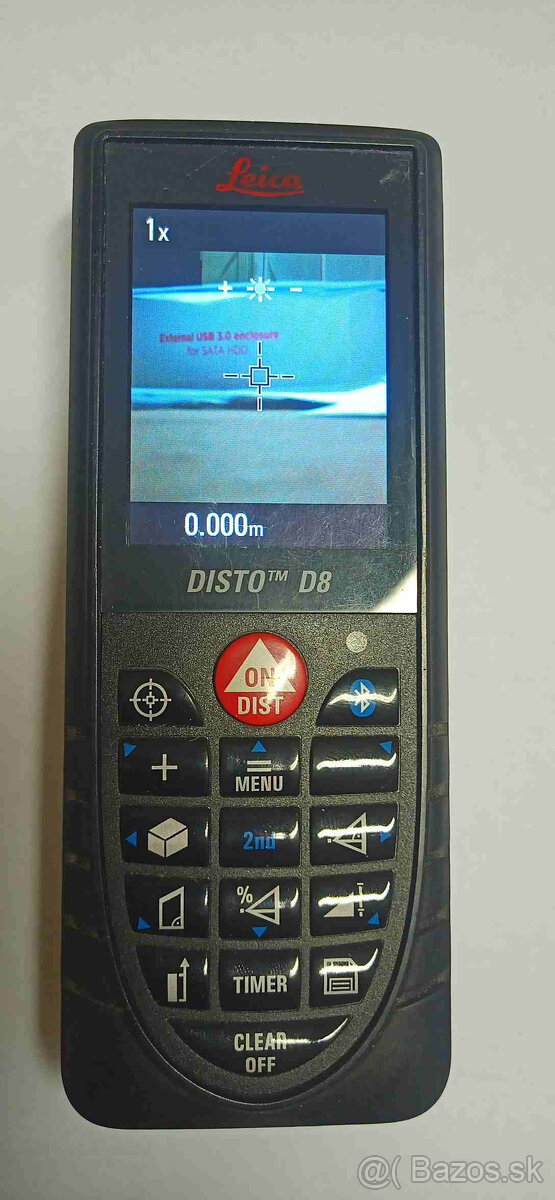 Leica
1x
+ -
External USB 3.0 enclosure
for SATA HDD
0.000m
DISTO™ D8
ON
DIST
+
=
MENU
2nd
%
TIMER
CLEAR
OFF
@( Bazos.sk